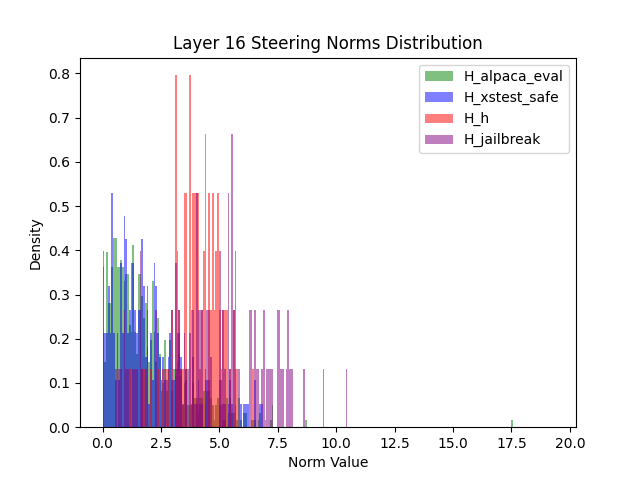 Layer 16 Steering Norms Distribution
H_alpaca_eval
H_xstest_safe
H_h
H_jailbreak
Density
0.8
0.7
0.6
0.5
0.4
0.3
0.2
0.1
0.0
0.0 2.5 5.0 7.5 10.0 12.5 15.0 17.5 20.0
Norm Value